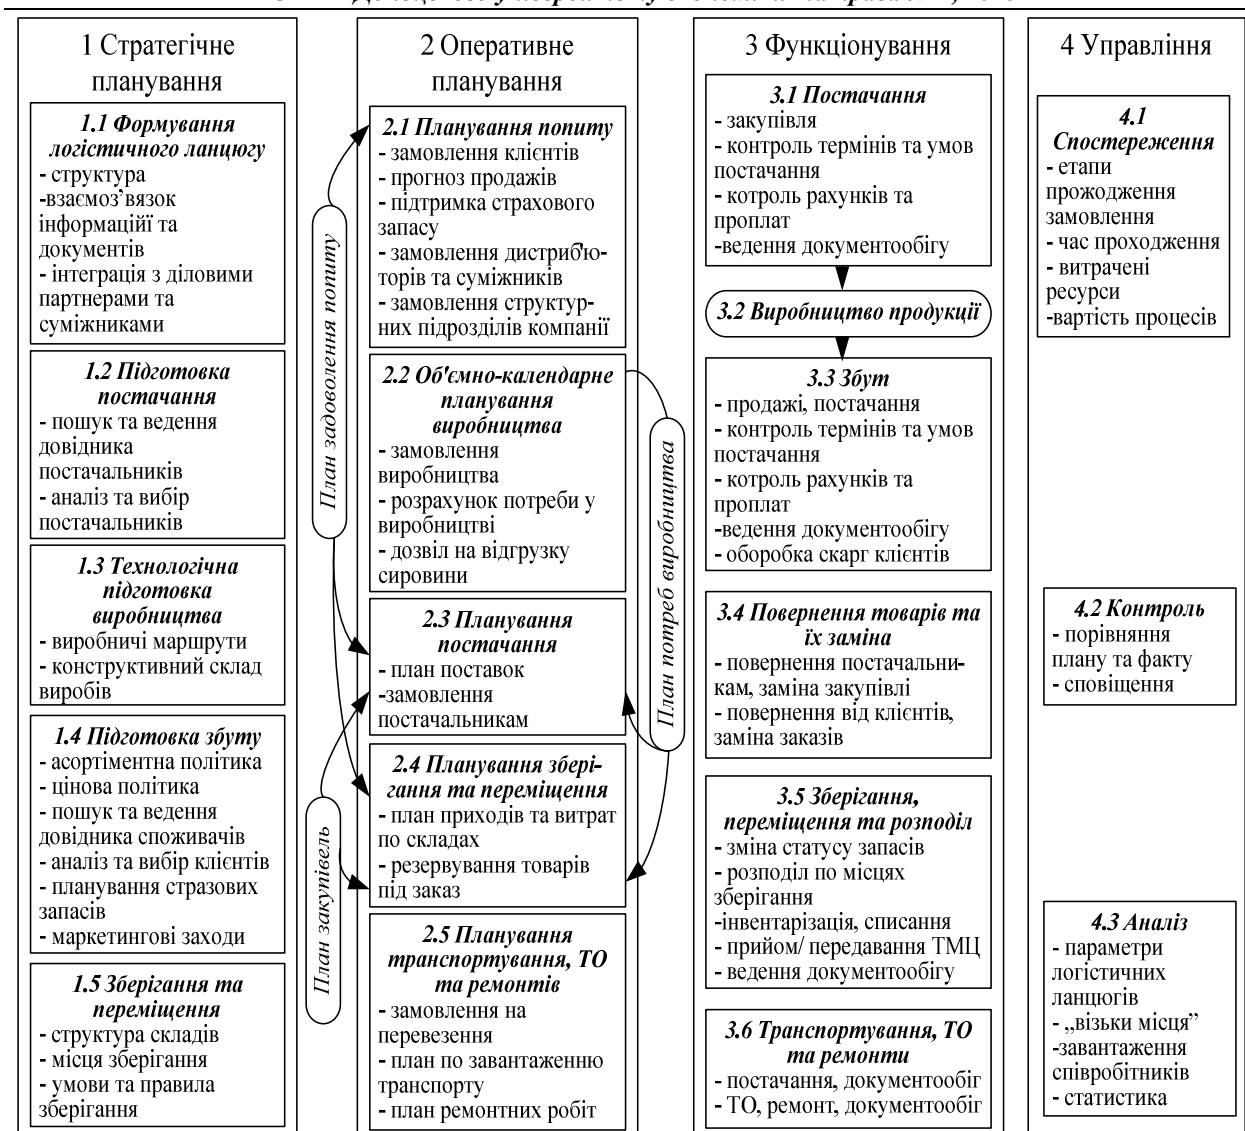 1 Стратегічне
планування
1.1 Формування
логістичного ланцюгу
- структура
-взаємоз’язок
інформаційї та
документів
- інтеграція з діловими
партнерами та
суміжниками
1.2 Підготовка
постачання
- пошук та ведення
довідника
постачальників
- аналіз та вибір
постачальників
1.3 Технологічна
підготовка
виробництва
- виробничі маршрути
- конструктивний склад
виробів
1.4 Підготовка збуту
- асортіментна політика
- цінова політика
- пошук та ведення
довідника споживачів
- аналіз та вибір клієнтів
- планування стразових
запасів
- маркетингові заходи
1.5 Зберігання та
переміщення
- структура складів
- місця зберігання
- умови та правила
зберігання
План задоволення попиту
План закупівель
2 Оперативне
планування
2.1 Планування попиту
- замовлення клієнтів
- прогноз продажів
- підтримка страхового
запасу
- замовлення дистриб'ю-
торів та суміжників
- замовлення структур-
них підрозділів компанії
2.2 Об'ємно-календарне
планування
виробництва
- замовлення
виробництва
- розрахунок потреби у
виробництві
- дозвіл на відгрузку
сировини
2.3 Планування
постачання
- план поставок
-замовлення
постачальникам
2.4 Планування збері-
гання та переміщення
- план приходів та витрат
по складах
- резервування товарів
під заказ
2.5 Планування
транспортування, ТО
та ремонтів
- замовлення на
перевезення
- план по завантаженню
транспорту
- план ремонтних робіт
План потреб виробництва
3 Функціонування
3.1 Постачання
- закупівля
- контроль термінів та умов
постачання
- котроль рахунків та
проплат
-ведення документообігу
3.2 Виробництво продукції
3.3 Збут
- продажі, постачання
- контроль термінів та умов
постачання
- котроль рахунків та
проплат
-ведення документообігу
- оборобка скарг клієнтів
3.4 Повернення товарів та
їх заміна
- повернення постачальни-
кам, заміна закупівлі
- повернення від клієнтів,
заміна заказів
3.5 Зберігання,
переміщення та розподіл
- зміна статусу запасів
- розподіл по місцях
зберігання
-інвентарізація, списання
- прийом/ передавання ТМЦ
- ведення документообігу
3.6 Транспортування, ТО
та ремонти
- постачання, документообіг
- ТО, ремонт, документообіг
4 Управління
4.1
Спостереження
- етапи
прожодження
замовлення
- час проходження
- витрачені
ресурси
-вартість процесів
4.2 Контроль
- порівняння
плану та факту
- сповіщення
4.3 Аналіз
- параметри
логістичних
ланцюгів
- „візьки місця”
-завантаження
співробітників
- статистика